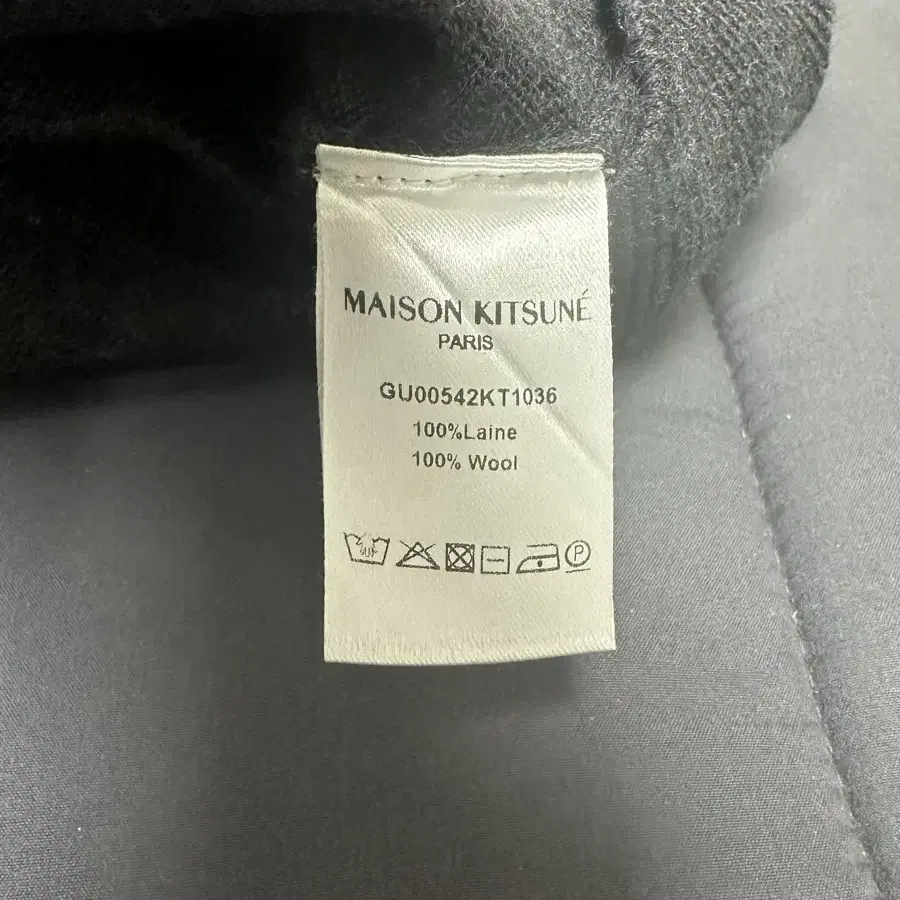 MAISON KITSUNÉ
PARIS
GU00542KT1036
100%Laine
100% Wool
P